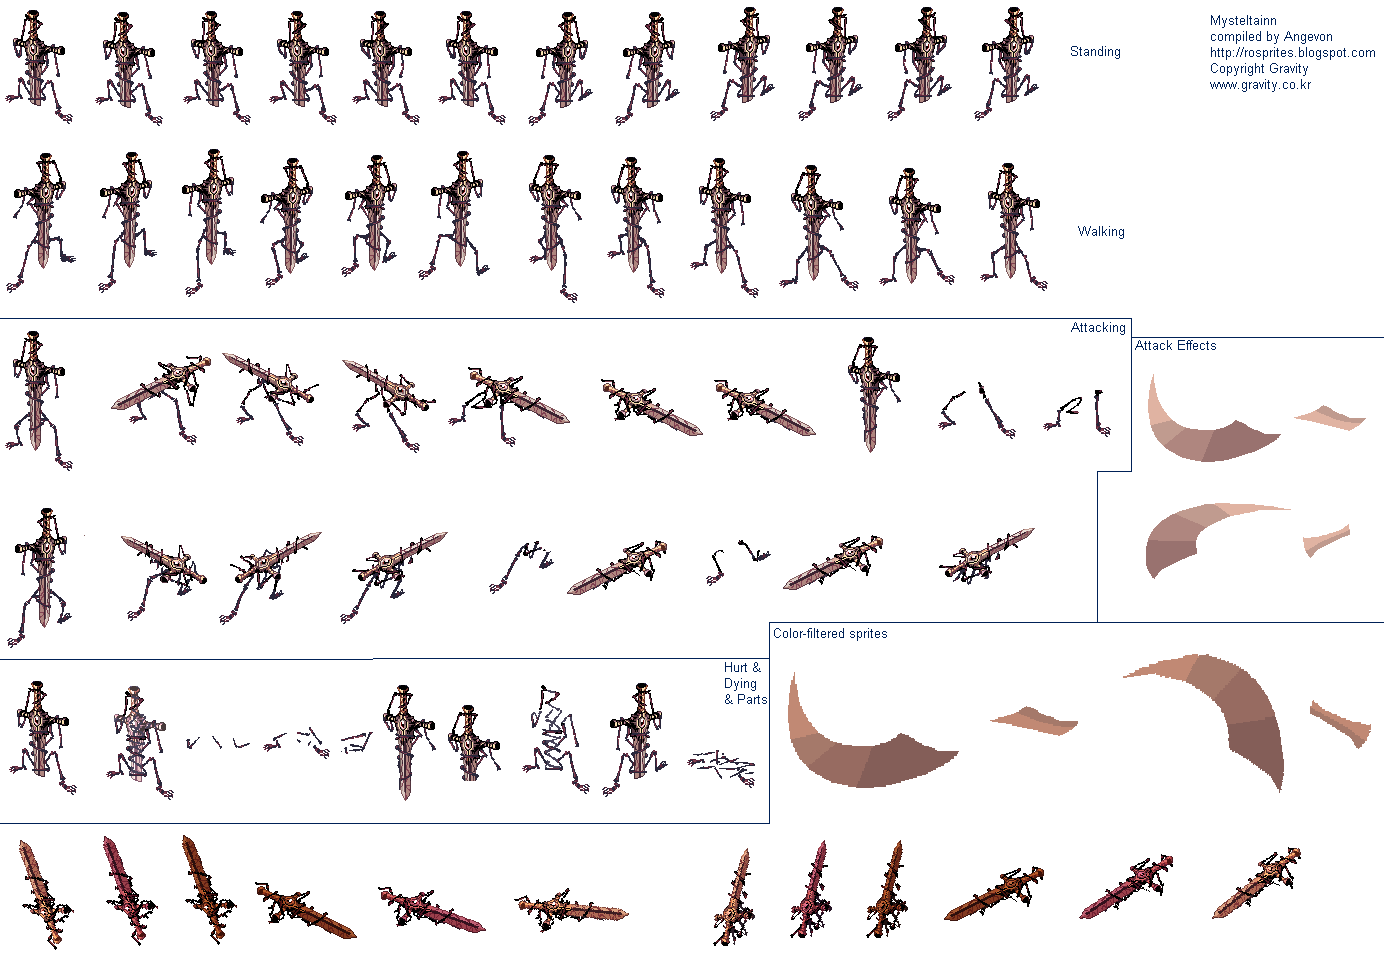 Mysteltainn
compiled by Angevon
http://rosprites.blogspot.com
Copyright Gravity
www.gravity.co.kr
Standing
Walking
Attacking
Attack Effects
Color-filtered sprites
Hurt &
Dying
& Parts